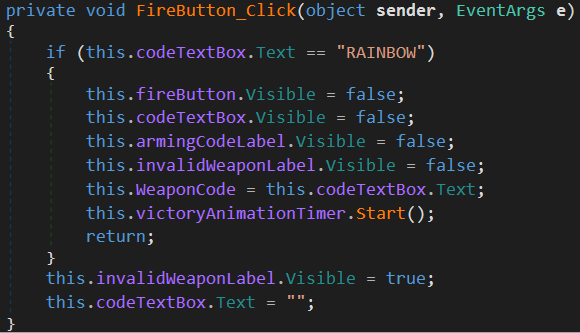 private void FireButton_Click(object sender, EventArgs e)
{
if (this.codeTextBox.Text == "RAINBOW")
{
this.fireButton.Visible = false;
this.codeTextBox.Visible = false;
this.armingCodeLabel.Visible = false;
this.invalidWeaponLabel.Visible = false;
this.WeaponCode = this.codeTextBox.Text;
this.victoryAnimationTimer.Start();
return;
}
this.invalidWeaponLabel.Visible = true;
this.codeTextBox.Text = "";
}